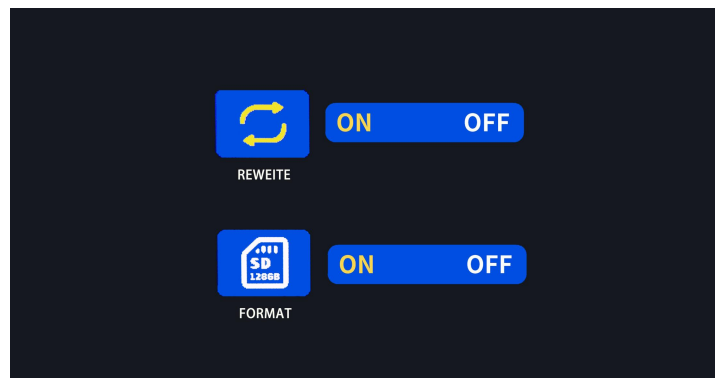 ON OFF
REWEITE
SD
128GB
ON OFF
FORMAT